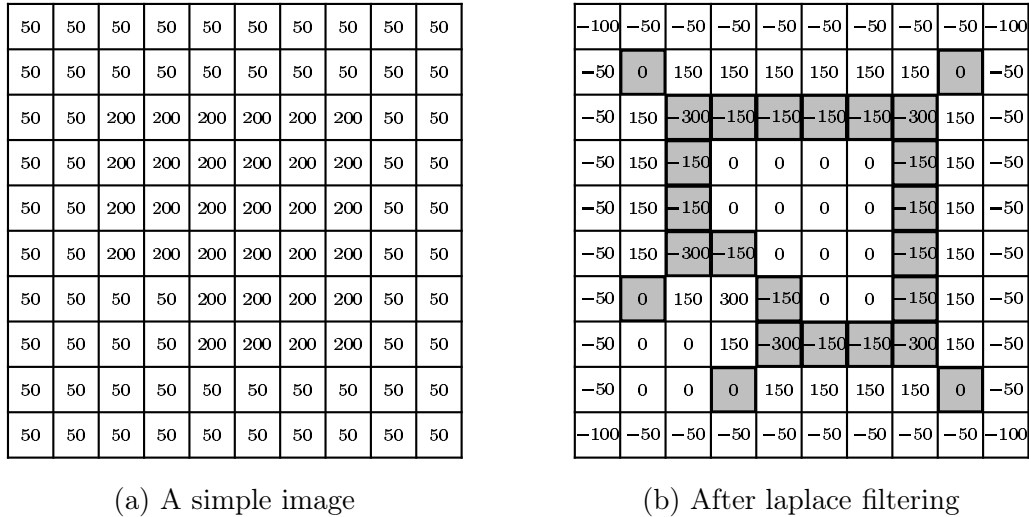 50 50 50 50 50 50 50 50 50 50
50 50 50 50 50 50 50 50 50 50
50 50 200 200 200 200 200 200 50 50
50 50 200 200 200 200 200 200 50 50
50 50 200 200 200 200 200 200 50 50
50 50 200 200 200 200 200 200 50 50
50 50 50 50 200 200 200 200 50 50
50 50 50 50 200 200 200 200 50 50
50 50 50 50 50 50 50 50 50 50
50 50 50 50 50 50 50 50 50 50
(a) A simple image
−100 −50 −50 −50 −50 −50 −50 −50 −50 −100
−50 0 150 150 150 150 150 150 0 −50
−50 150 −300 −150 −150 −150 −150 −300 150 −50
−50 150 −150 0 0 0 0 −150 150 −50
−50 150 −150 0 0 0 0 −150 150 −50
−50 150 −300 −150 0 0 0 −150 150 −50
−50 0 150 300 −150 0 0 −150 150 −50
−50 0 0 150 −300 −150 −150 −300 150 −50
−50 0 0 0 150 150 150 150 0 −50
−100 −50 −50 −50 −50 −50 −50 −50 −50 −100
(b) After laplace filtering